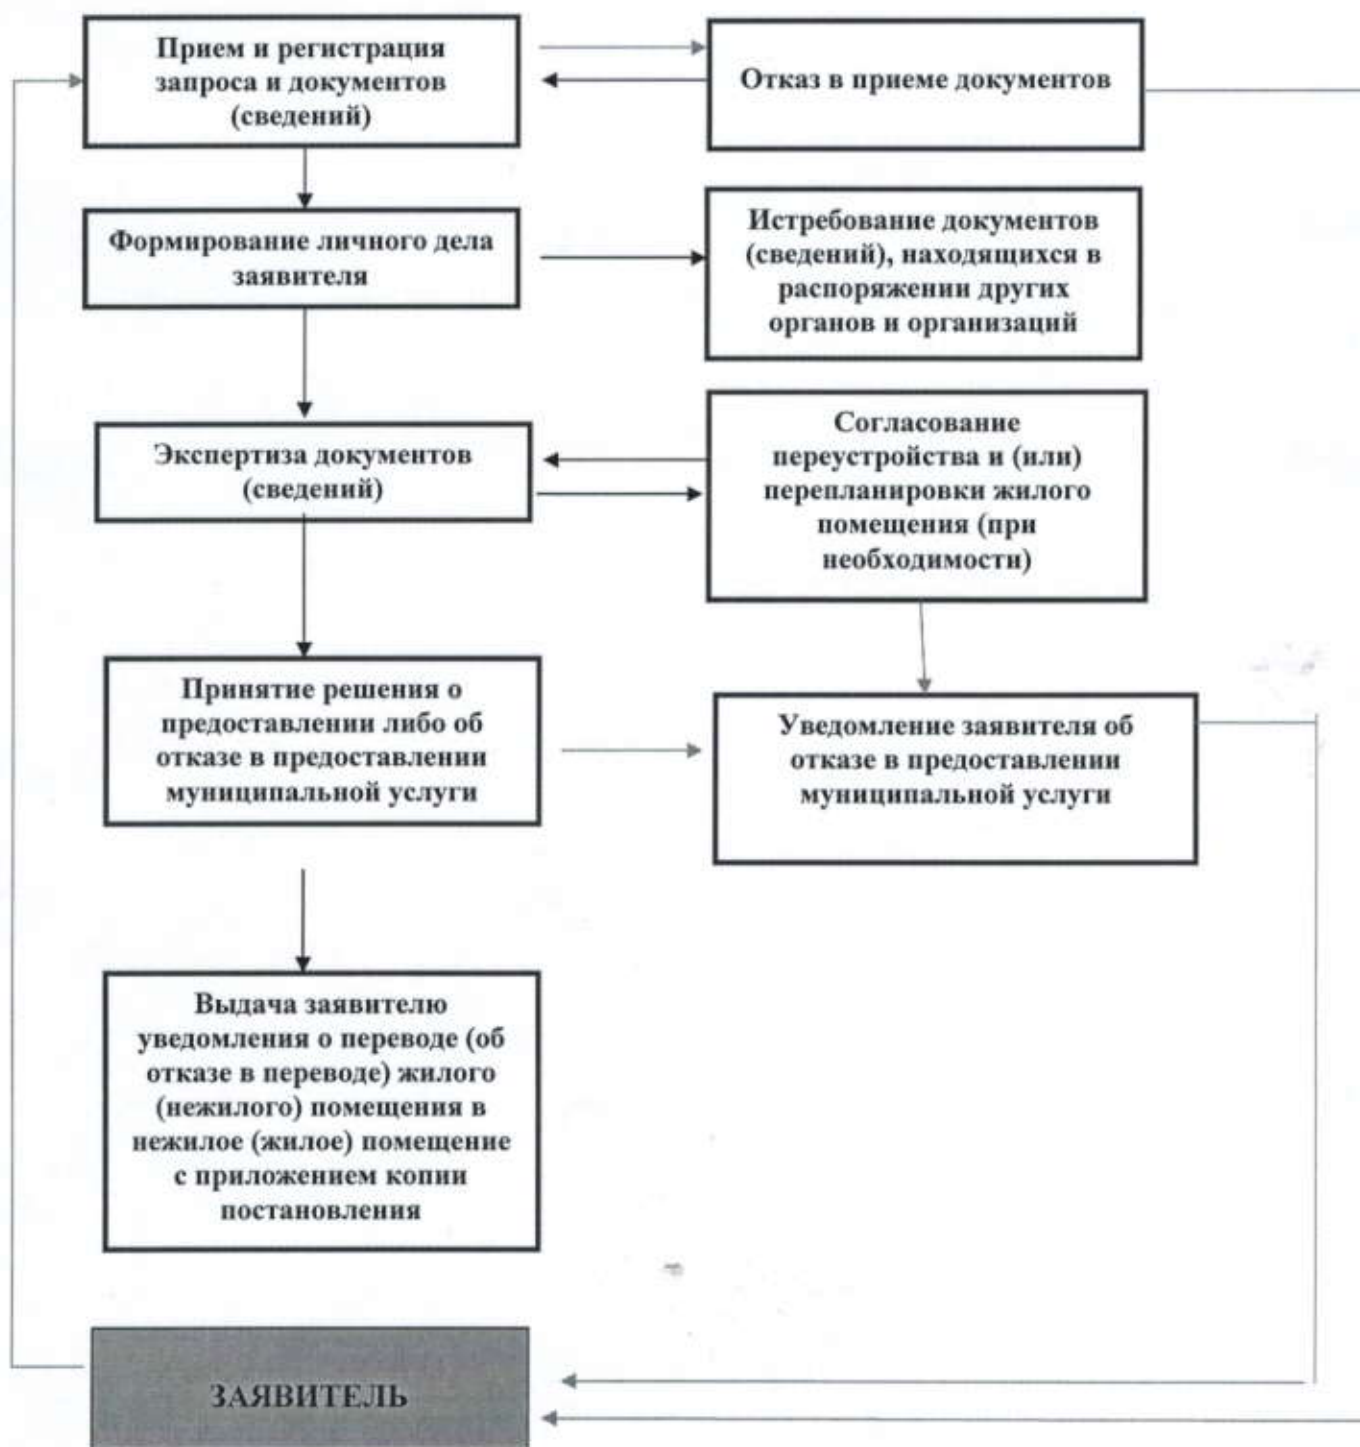 Прием и регистрация
запроса и документов
(сведений)
Отказ в приеме документов
Формирование личного дела
заявителя
Истребование документов
(сведений), находящихся в
распоряжении других
органов и организаций
Экспертиза документов
(сведений)
Согласование
переустройства и (или)
перепланировки жилого
помещения (при
необходимости)
Принятие решения о
предоставлении либо об
отказе в предоставлении
муниципальной услуги
Уведомление заявителя об
отказе в предоставлении
муниципальной услуги
Выдача заявителю
уведомления о переводе (об
отказе в переводе) жилого
(нежилого) помещения в
нежилое (жилое) помещение
с приложением копии
постановления
ЗАЯВИТЕЛЬ